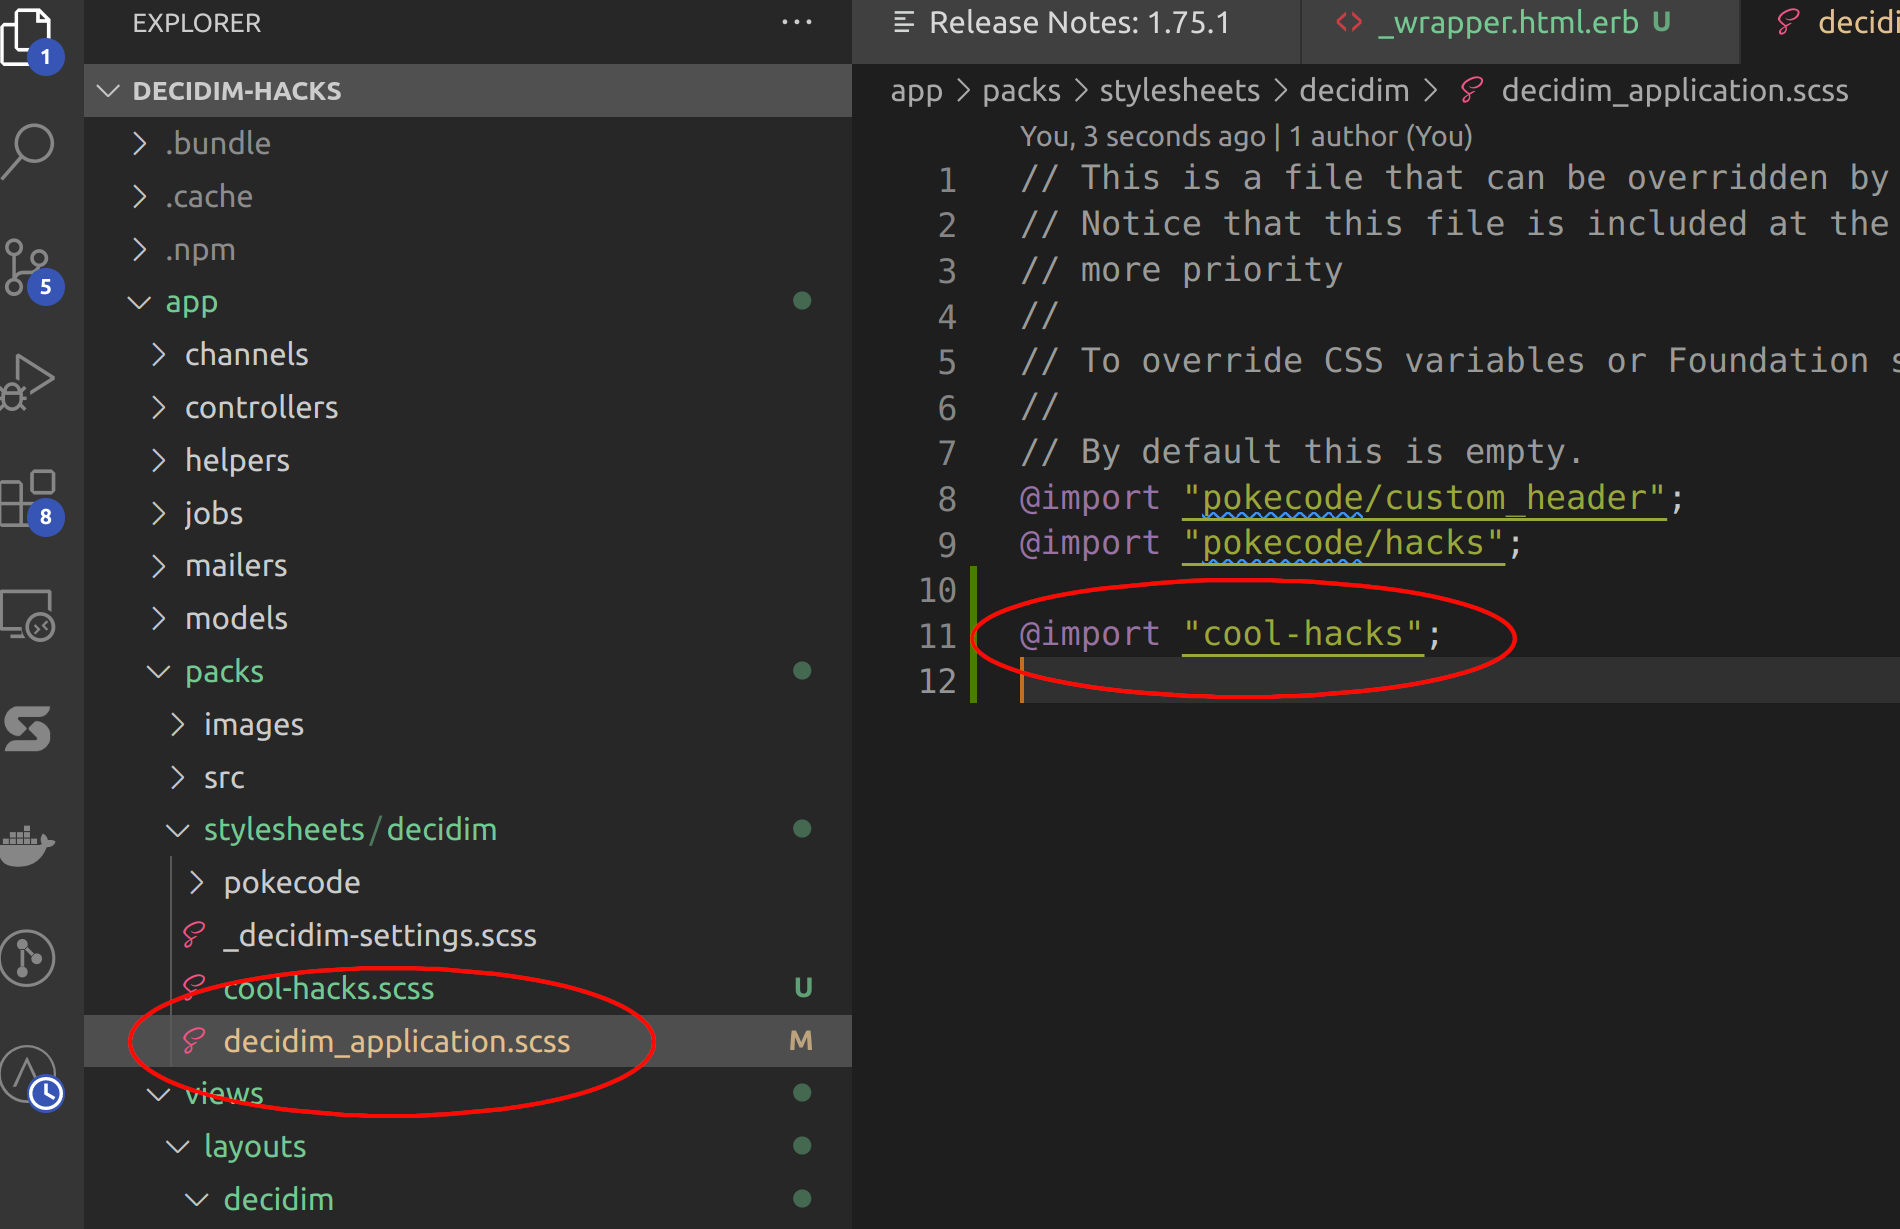 EXPLORER
DECIDIM-HACKS
.bundle
.cache
.npm
app
channels
controllers
helpers
jobs
mailers
models
packs
images
src
stylesheets/decidim
pokecode
_decidim-settings.scss
cool-hacks.scss U
decidim_application.scss M
views
layouts
decidim
1
5
8
Release Notes: 1.75.1
_wrapper.html.erb U
app > packs > stylesheets > decidim > decidim_application.scss
You, 3 seconds ago | 1 author (You)
1 // This is a file that can be overridden by
2 // Notice that this file is included at the
3 // more priority
4 //
5 // To override CSS variables or Foundation
6 //
7 // By default this is empty.
8 @import "pokecode/custom_header";
9 @import "pokecode/hacks";
10
11 @import "cool-hacks";
12